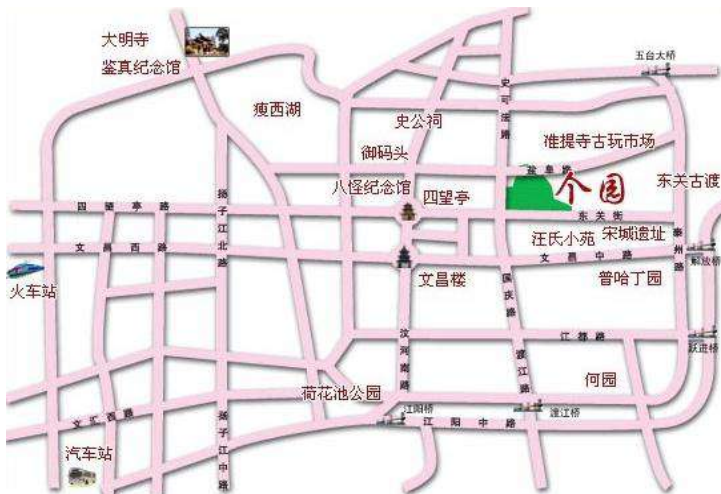 大明寺
鉴真纪念馆
五台大桥
史可法路
瘦西湖
史公祠
准提寺古玩市场
御码头
盐阜路
个园
八怪纪念馆
四望亭
东关古渡
扬子江北路
四望亭路
东关街
汪氏小苑
宋城遗址
泰州路
文昌西路
文昌中路
解放桥
火车站
文昌楼
普哈丁园
国庆路
汶河南路
渡江路
江都路
跃进桥
何园
荷花池公园
文汇西路
江阳桥
江阳中路
渡江桥
扬子江中路
汽车站